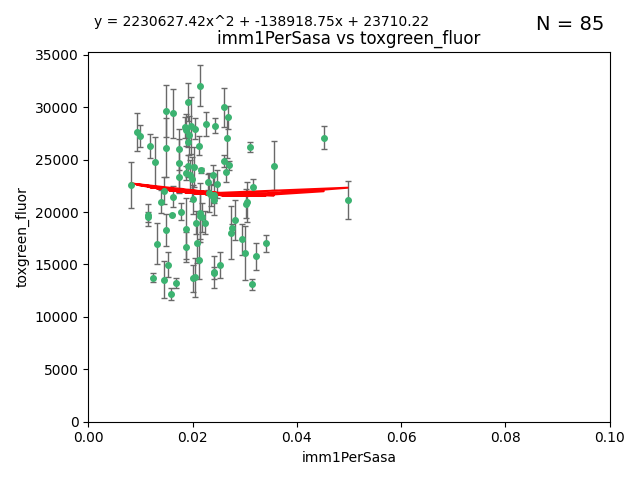 y = 2230627.42x^2 + -138918.75x + 23710.22
N = 85
imm1PerSasa vs toxgreen_fluor
35000
30000
25000
20000
15000
10000
5000
0
toxgreen_fluor
0.00 0.02 0.04 0.06 0.08 0.10
imm1PerSasa